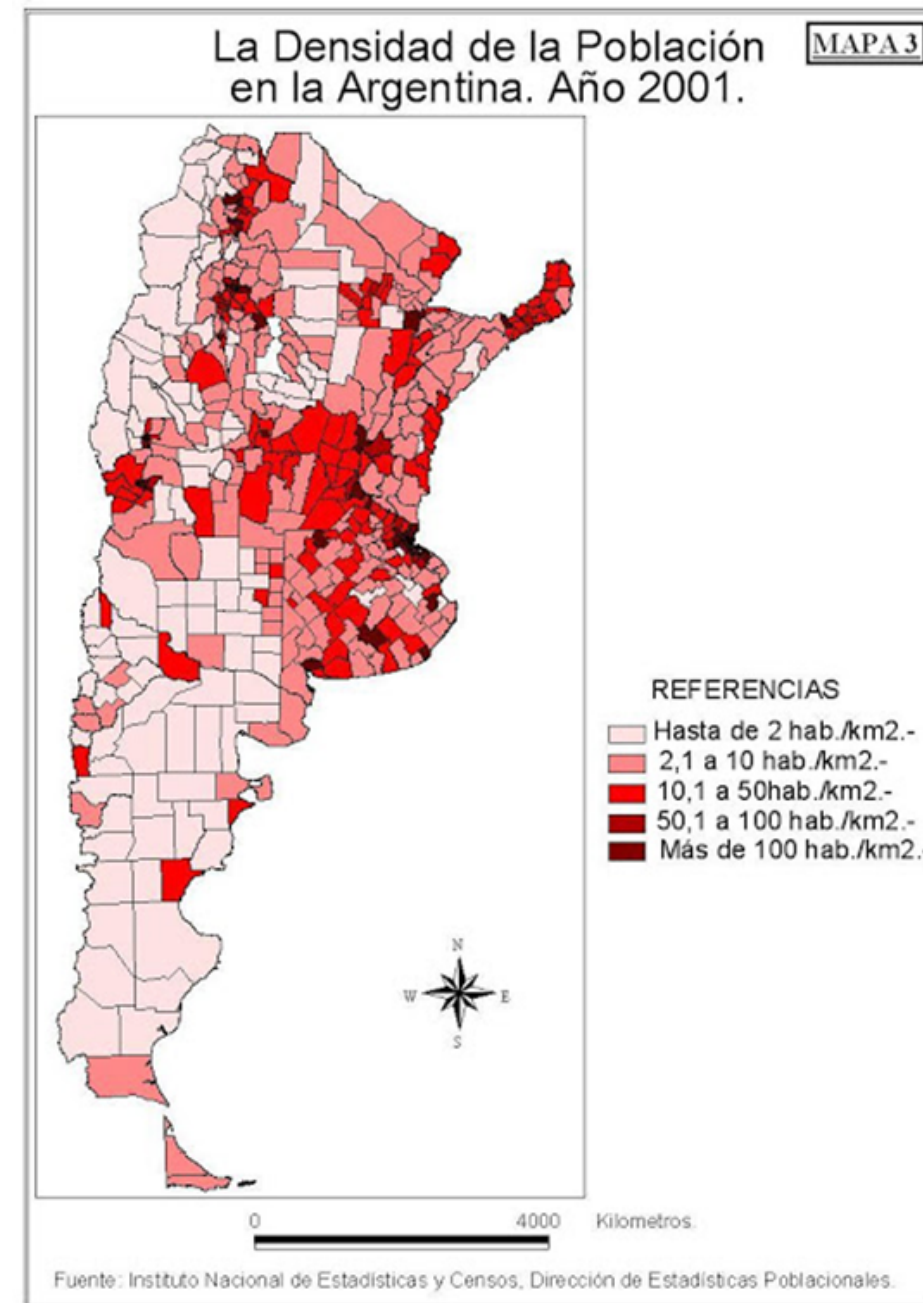 La Densidad de la Población
en la Argentina. Año 2001.
MAPA 3
REFERENCIAS
Hasta de 2 hab./km2.-
2,1 a 10 hab./km2.-
10,1 a 50hab./km2.-
50,1 a 100 hab./km2.-
Más de 100 hab./km2.
N
W E
S
0 4000 Kilometros.
Fuente: Instituto Nacional de Estadísticas y Censos, Dirección de Estadísticas Poblacionales.